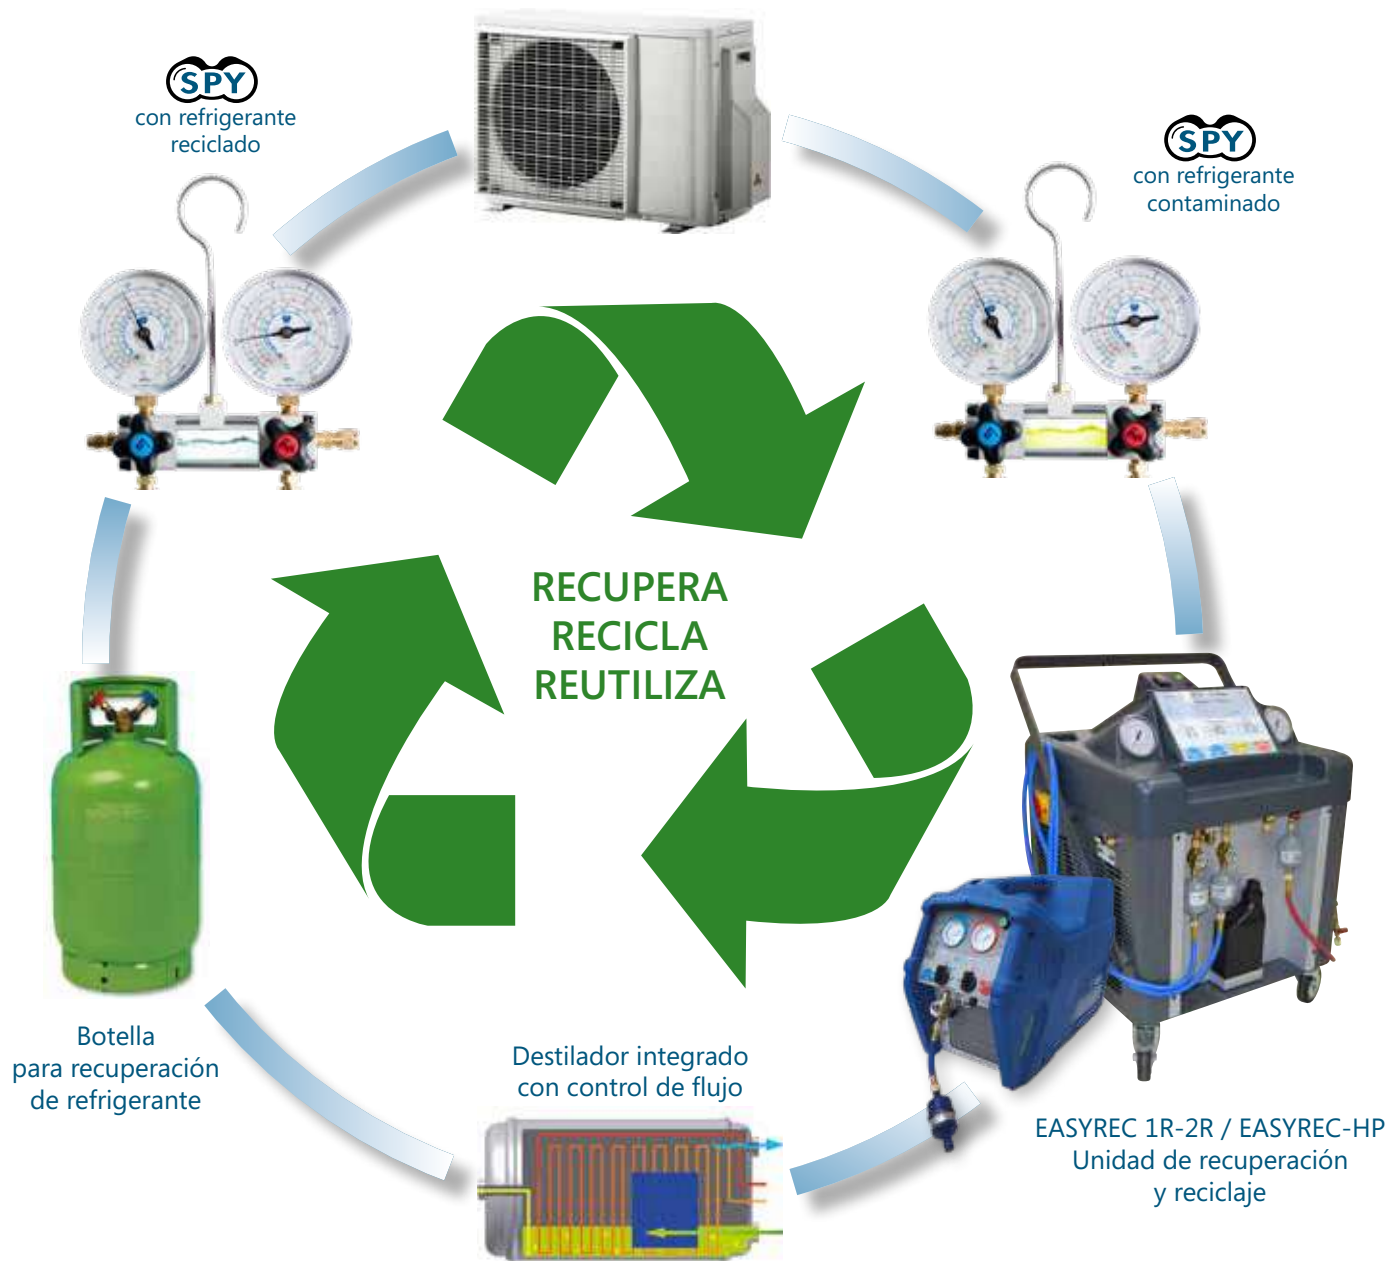 SPY
con refrigerante
reciclado
SPY
con refrigerante
contaminado
RECUPERA
RECICLA
REUTILIZA
Botella
para recuperación
de refrigerante
Destilador integrado
con control de flujo
EASYREC 1R-2R / EASYREC-HP
Unidad de recuperación
y reciclaje